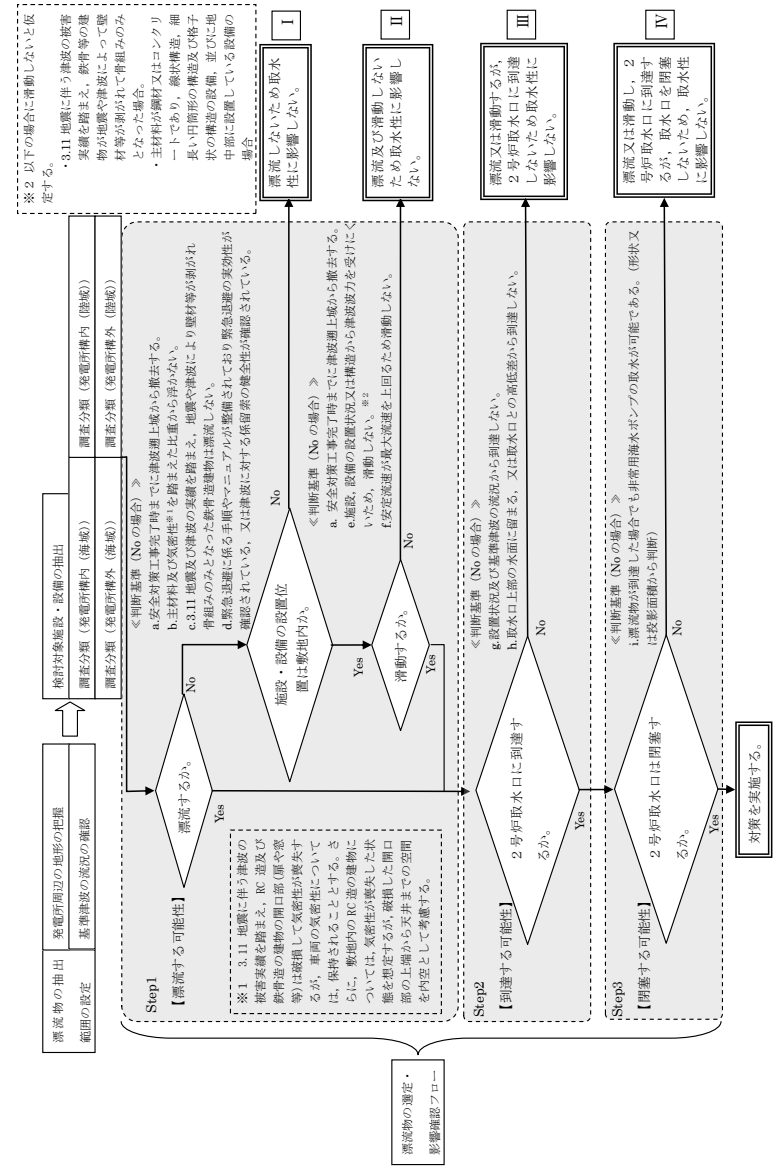 漂流物の抽出
範囲の設定
発電所周辺の地形の把握
基準津波の流況の確認
検討対象施設・設備の抽出
調査分類（発電所構内（海域））
調査分類（発電所構内（陸域））
調査分類（発電所構外（海域））
調査分類（発電所構外（陸域））
※２ 以下の場合に滑動しないと仮
定する。
・3.11 地震に伴う津波の被害
実績を踏まえ，鉄骨等の建
物が地震や津波によって壁
材等が剥がれて骨組みのみ
となった場合。
・主材料が鋼材又はコンクリ
ートであり，線状構造，細
長い円筒形の構造及び格子
状の構造の設備，並びに地
中部に設置している設備の
場合
漂流物の選定・
影響確認フロー
Step1
【漂流する可能性】
漂流するか。
No
Yes
≪判断基準（No の場合）≫
a.安全対策工事完了時までに津波遡上域から撤去する。
b.主材料及び気密性※1を踏まえた比重から浮かない。
c.3.11 地震及び津波の実績を踏まえ，地震や津波により壁材等が剥がれ
骨組みのみとなった鉄骨造建物は漂流しない。
d.緊急退避に係る手順やマニュアルが整備されており緊急退避の実効性が
確認されている，又は津波に対する係留索の健全性が確認されている。
※１ 3.11 地震に伴う津波の
被害実績を踏まえ，RC 造及び
鉄骨造の建物の開口部(扉や窓
等)は破損して気密性が喪失す
るが，車両の気密性について
は，保持されることとする。さ
らに，敷地内の RC 造の建物に
ついては，気密性が喪失した状
態を想定するが，破損した開口
部の上端から天井までの空間
を内空として考慮する。
施設・設備の設置位
置は敷地内か。
No
Yes
漂流しないため取水
性に影響しない。
Ⅰ
滑動するか。
No
Yes
≪判断基準（No の場合）≫
a. 安全対策工事完了時までに津波遡上域から撤去する。
e.施設，設備の設置状況又は構造から津波波力を受けにく
いため，滑動しない。※2
f.安定流速が最大流速を上回るため滑動しない。
漂流及び滑動しない
ため取水性に影響し
ない。
Ⅱ
Step2
【到達する可能性】
２号炉取水口に到達す
るか。
No
Yes
≪判断基準（No の場合）≫
g.設置状況及び基準津波の流況から到達しない。
h.取水口上部の水面に留まる，又は取水口との高低差から到達しない。
漂流又は滑動するが，
２号炉取水口に到達
しないため取水性に
影響しない。
Ⅲ
Step3
【閉塞する可能性】
２号炉取水口は閉塞す
るか。
No
Yes
≪判断基準（No の場合）≫
i.漂流物が到達した場合でも非常用海水ポンプの取水が可能である。（形状又
は投影面積から判断）
漂流又は滑動し，２
号炉取水口に到達す
るが，取水口を閉塞
しないため，取水性
に影響しない。
Ⅳ
対策を実施する。